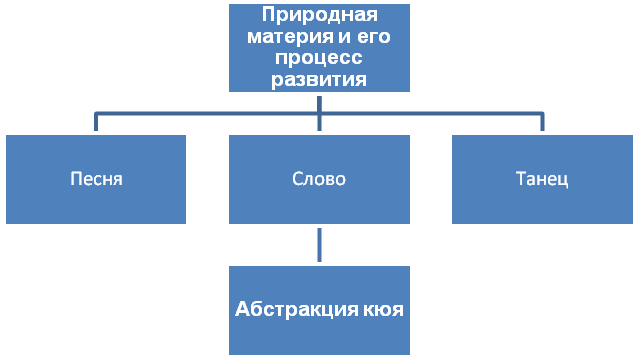 Природная
материя и его
процесс
развития
Песня
Слово
Танец
Абстракция кюя